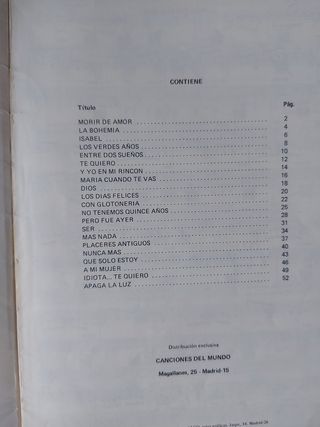 CONTIENE
Título Pág.
MORIR DE AMOR 2
LA BOHEMIA 4
ISABEL 6
LOS VERDES AÑOS 8
ENTRE DOS SUEÑOS 10
TE QUIERO 12
Y YO EN MI RINCON 14
MARIA CUANDO TE VAS 16
DIOS 18
LOS DIAS FELICES 20
CON GLOTONERIA 22
NO TENEMOS QUINCE AÑOS 25
PERO FUE AYER 28
SER 31
MAS NADA 34
PLACERES ANTIGUOS 37
NUNCA MAS 40
QUE SOLO ESTOY 43
A MI MUJER 46
IDIOTA... TE QUIERO 49
APAGA LA LUZ 52
Distribución exclusiva
CANCIONES DEL MUNDO
Magallanes, 25 - Madrid-15